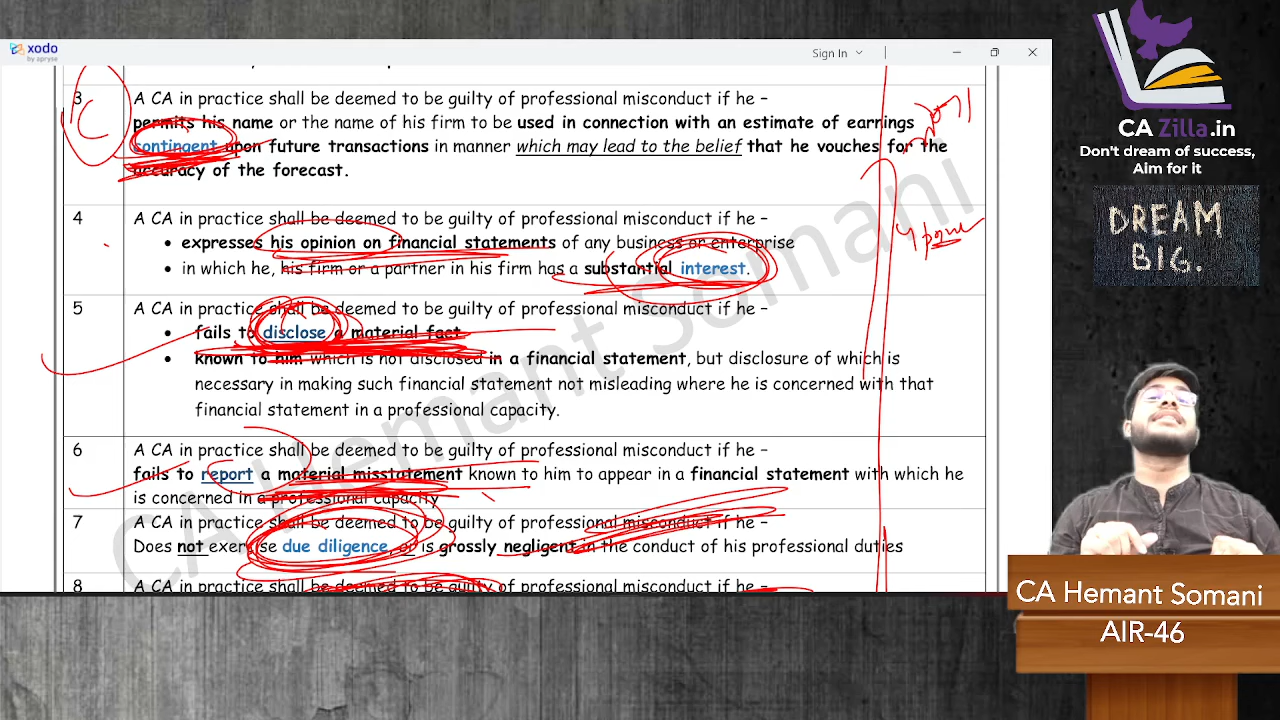 xodo
by apryse
Sign In
3
A CA in practice shall be deemed to be guilty of professional misconduct if he –
permits his name or the name of his firm to be used in connection with an estimate of earnings
contingent upon future transactions in manner which may lead to the belief that he vouches for the
accuracy of the forecast.
4
A CA in practice shall be deemed to be guilty of professional misconduct if he –
• expresses his opinion on financial statements of any business or enterprise
• in which he, his firm or a partner in his firm has a substantial interest.
5
A CA in practice shall be deemed to be guilty of professional misconduct if he –
• fails to disclose a material fact
• known to him which is not disclosed in a financial statement, but disclosure of which is
necessary in making such financial statement not misleading where he is concerned with that
financial statement in a professional capacity.
6
A CA in practice shall be deemed to be guilty of professional misconduct if he –
fails to report a material misstatement known to him to appear in a financial statement with which he
is concerned in a professional capacity
7
A CA in practice shall be deemed to be guilty of professional misconduct if he –
Does not exercise due diligence, or is grossly negligent in the conduct of his professional duties
8
A CA in practice shall be deemed to be guilty of professional misconduct if he –
C
CA Hemant Somani
CA Zilla.in
Don't dream of success,
Aim for it
DREAM
BIG.
CA Hemant Somani
AIR-46